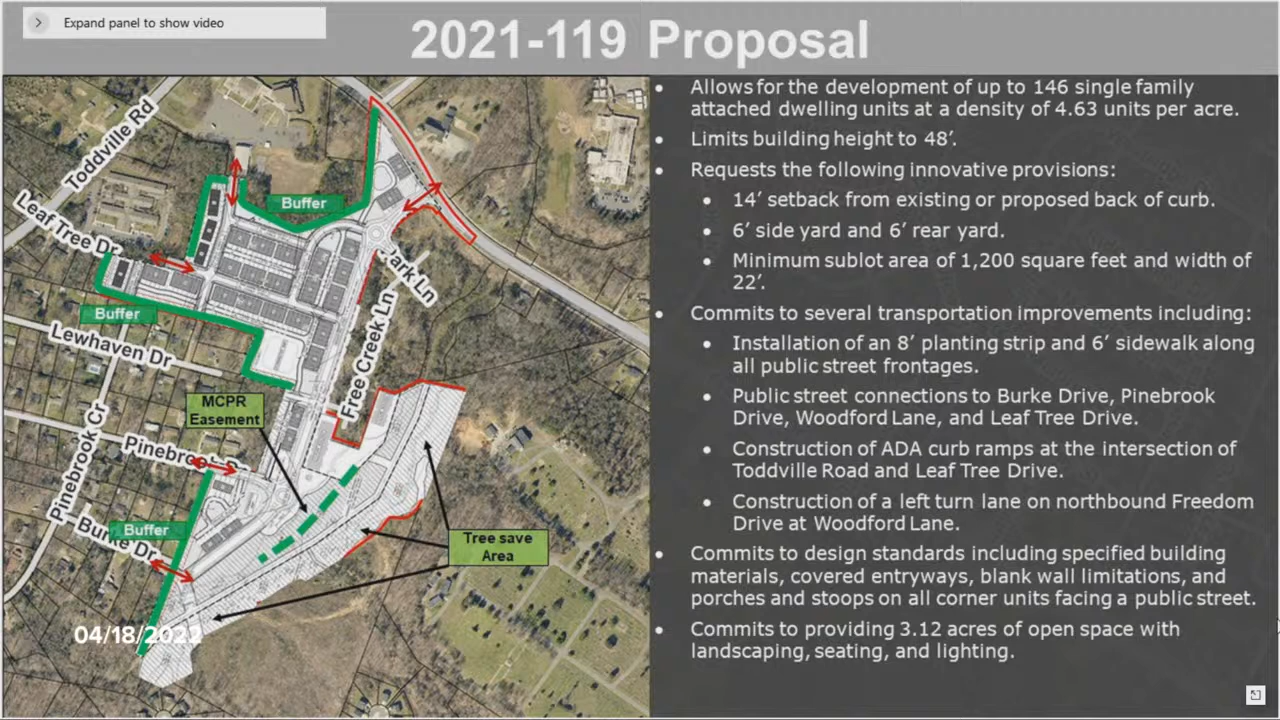 Expand panel to show video
2021-119 Proposal
Toddville Rd
Leaf Tree Dr
Buffer
Park Ln
Buffer
Lewhaven Dr
Free Creek Ln
MCPR
Easement
Pinebrook Cr
Pinebrook Dr
Buffer
Burke Dr
Tree save
Area
04/18/2022
• Allows for the development of up to 146 single family
attached dwelling units at a density of 4.63 units per acre.
• Limits building height to 48’.
• Requests the following innovative provisions:
• 14’ setback from existing or proposed back of curb.
• 6’ side yard and 6’ rear yard.
• Minimum sublot area of 1,200 square feet and width of
22’.
• Commits to several transportation improvements including:
• Installation of an 8’ planting strip and 6’ sidewalk along
all public street frontages.
• Public street connections to Burke Drive, Pinebrook
Drive, Woodford Lane, and Leaf Tree Drive.
• Construction of ADA curb ramps at the intersection of
Toddville Road and Leaf Tree Drive.
• Construction of a left turn lane on northbound Freedom
Drive at Woodford Lane.
• Commits to design standards including specified building
materials, covered entryways, blank wall limitations, and
porches and stoops on all corner units facing a public street.
• Commits to providing 3.12 acres of open space with
landscaping, seating, and lighting.